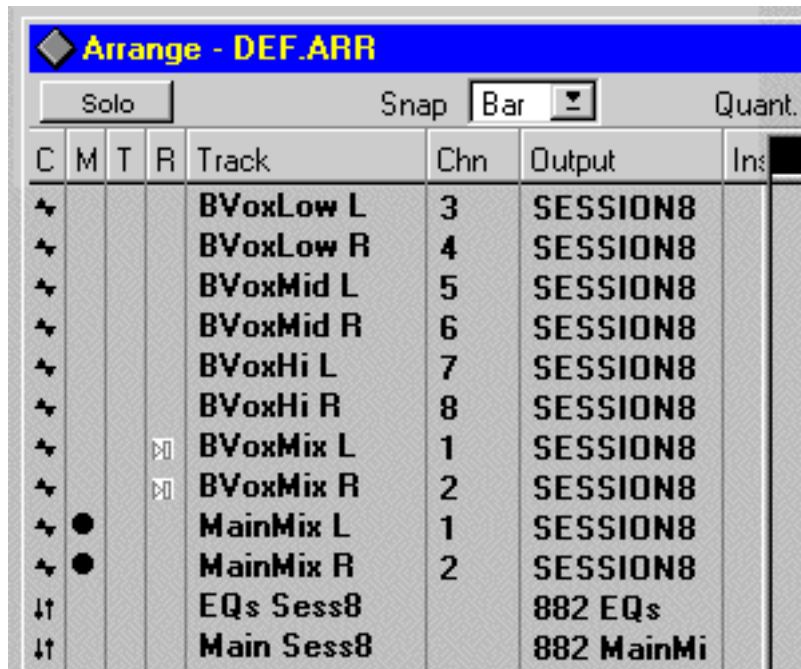 Arrange - DEF.ARR
Solo Snap Bar Quant.
C M T R Track Chn Output Ins
BVoxLow L 3 SESSION8
BVoxLow R 4 SESSION8
BVoxMid L 5 SESSION8
BVoxMid R 6 SESSION8
BVoxHi L 7 SESSION8
BVoxHi R 8 SESSION8
BVoxMix L 1 SESSION8
BVoxMix R 2 SESSION8
MainMix L 1 SESSION8
MainMix R 2 SESSION8
EQs Sess8 882 EQs
Main Sess8 882 MainMi